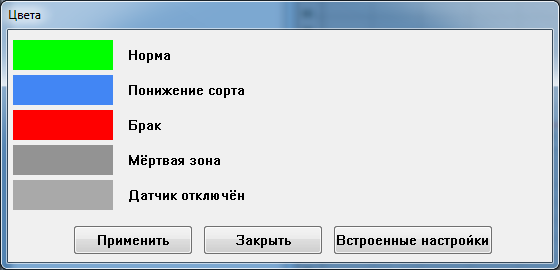 Цвета
Норма
Понижение сорта
Брак
Мёртвая зона
Датчик отключён
Применить
Закрыть
Встроенные настройки